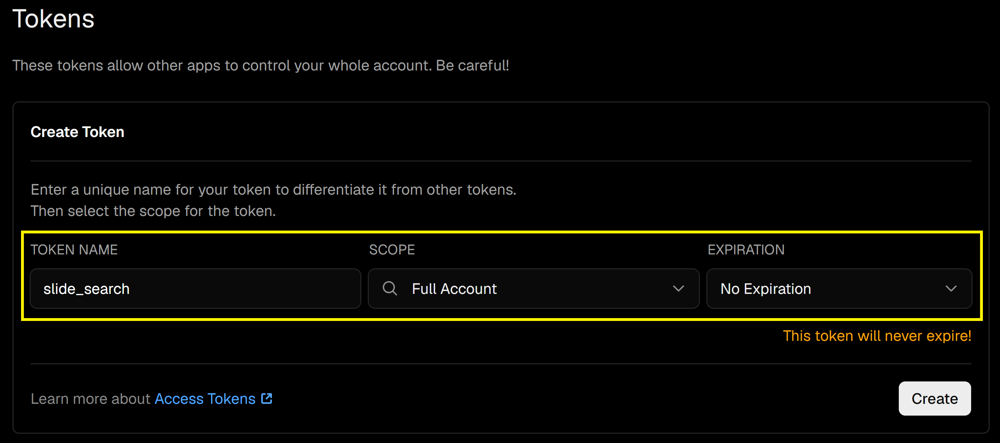 Tokens
These tokens allow other apps to control your whole account. Be careful!
Create Token
Enter a unique name for your token to differentiate it from other tokens.
Then select the scope for the token.
TOKEN NAME
SCOPE
EXPIRATION
slide_search
Full Account
No Expiration
This token will never expire!
Learn more about Access Tokens
Create